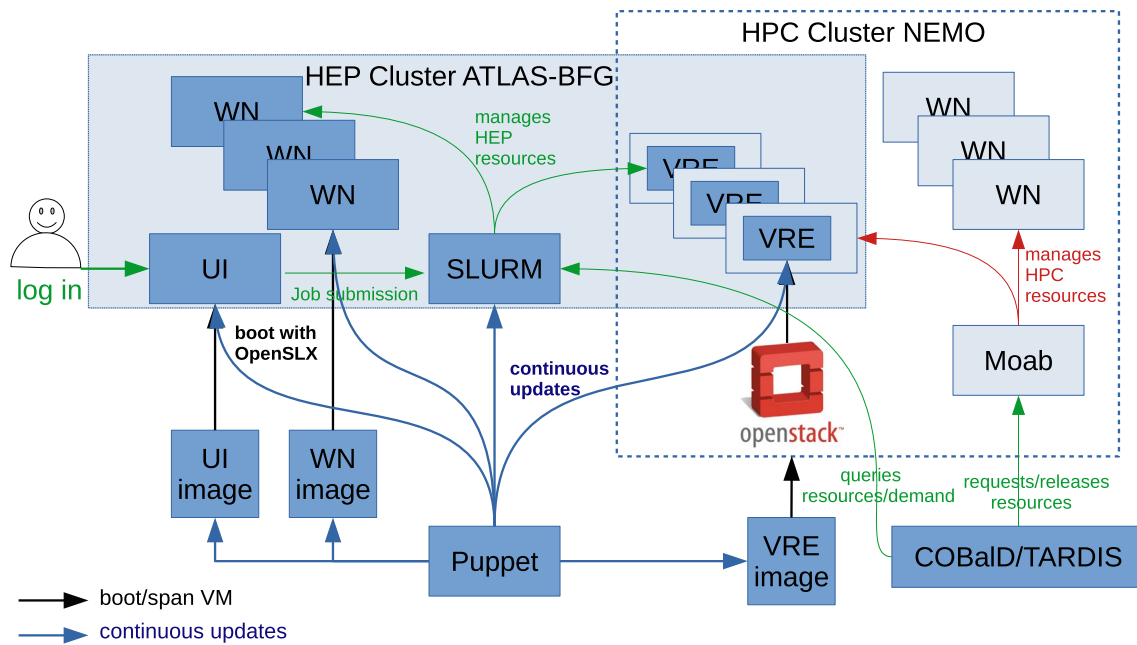 HPC Cluster NEMO
HEP Cluster ATLAS-BFG
WN
WN
WN
manages
HEP
resources
VRE
VRE
VRE
WN
WN
WN
log in
UI
Job submission
SLURM
manages
HPC
resources
boot with
OpenSLX
continuous
updates
Moab
openstack™
UI
image
WN
image
queries
resources/demand
requests/releases
resources
Puppet
VRE
image
COBalD/TARDIS
boot/span VM
continuous updates